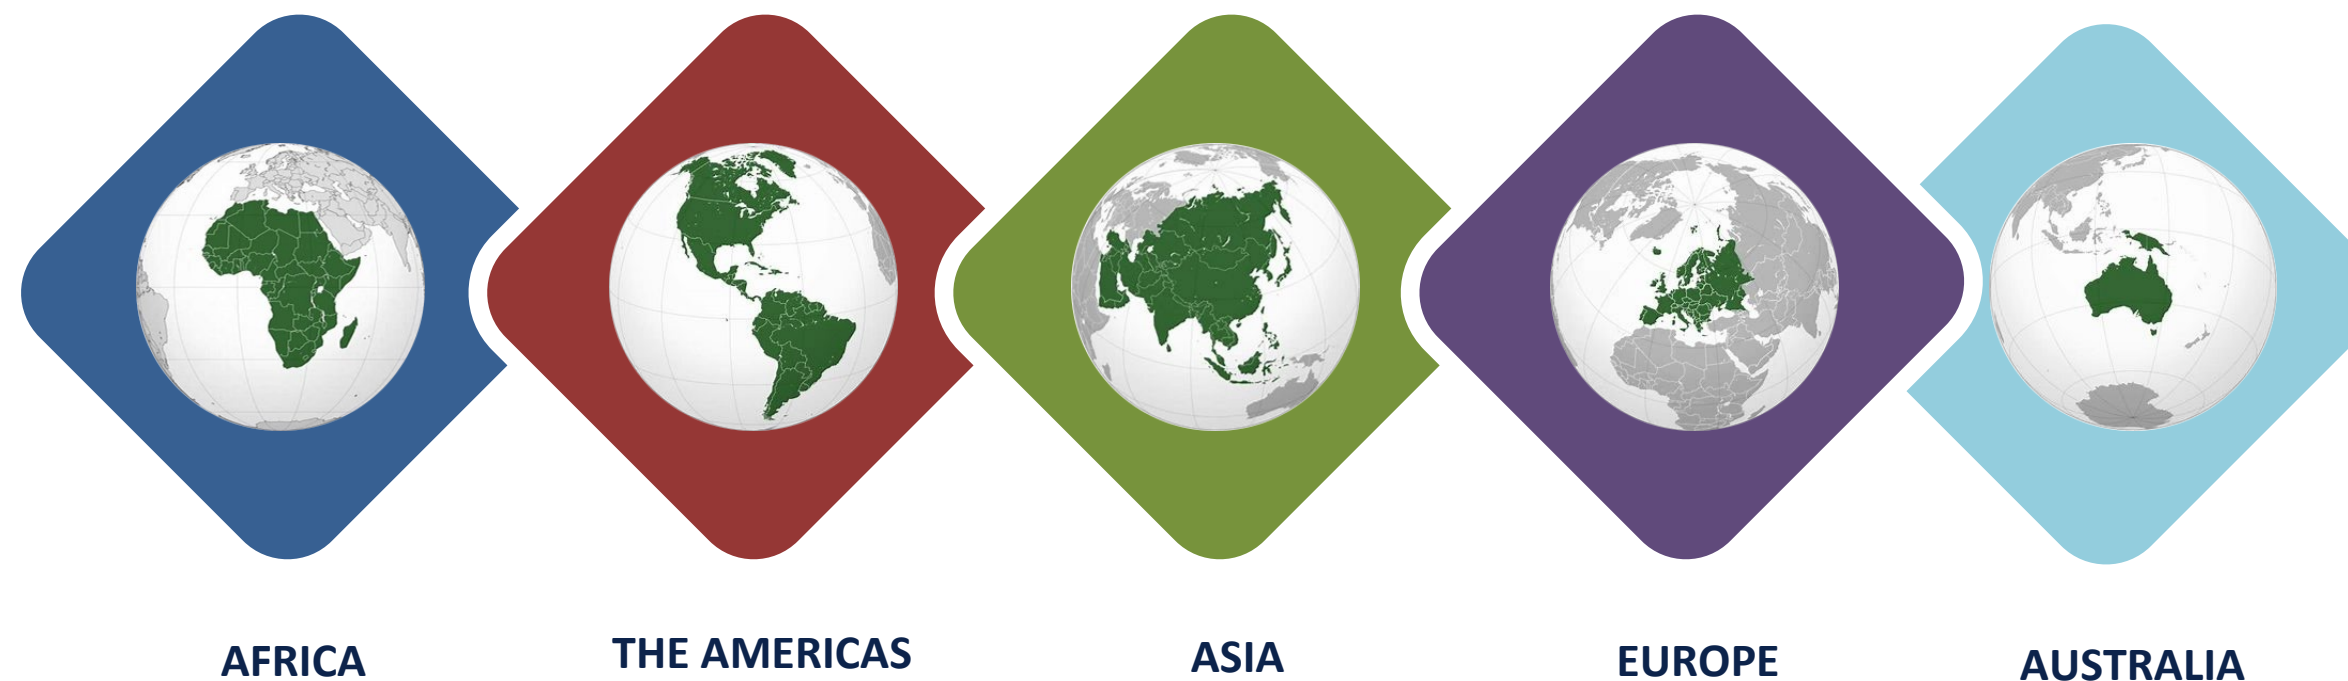 AFRICA
THE AMERICAS
ASIA
EUROPE
AUSTRALIA